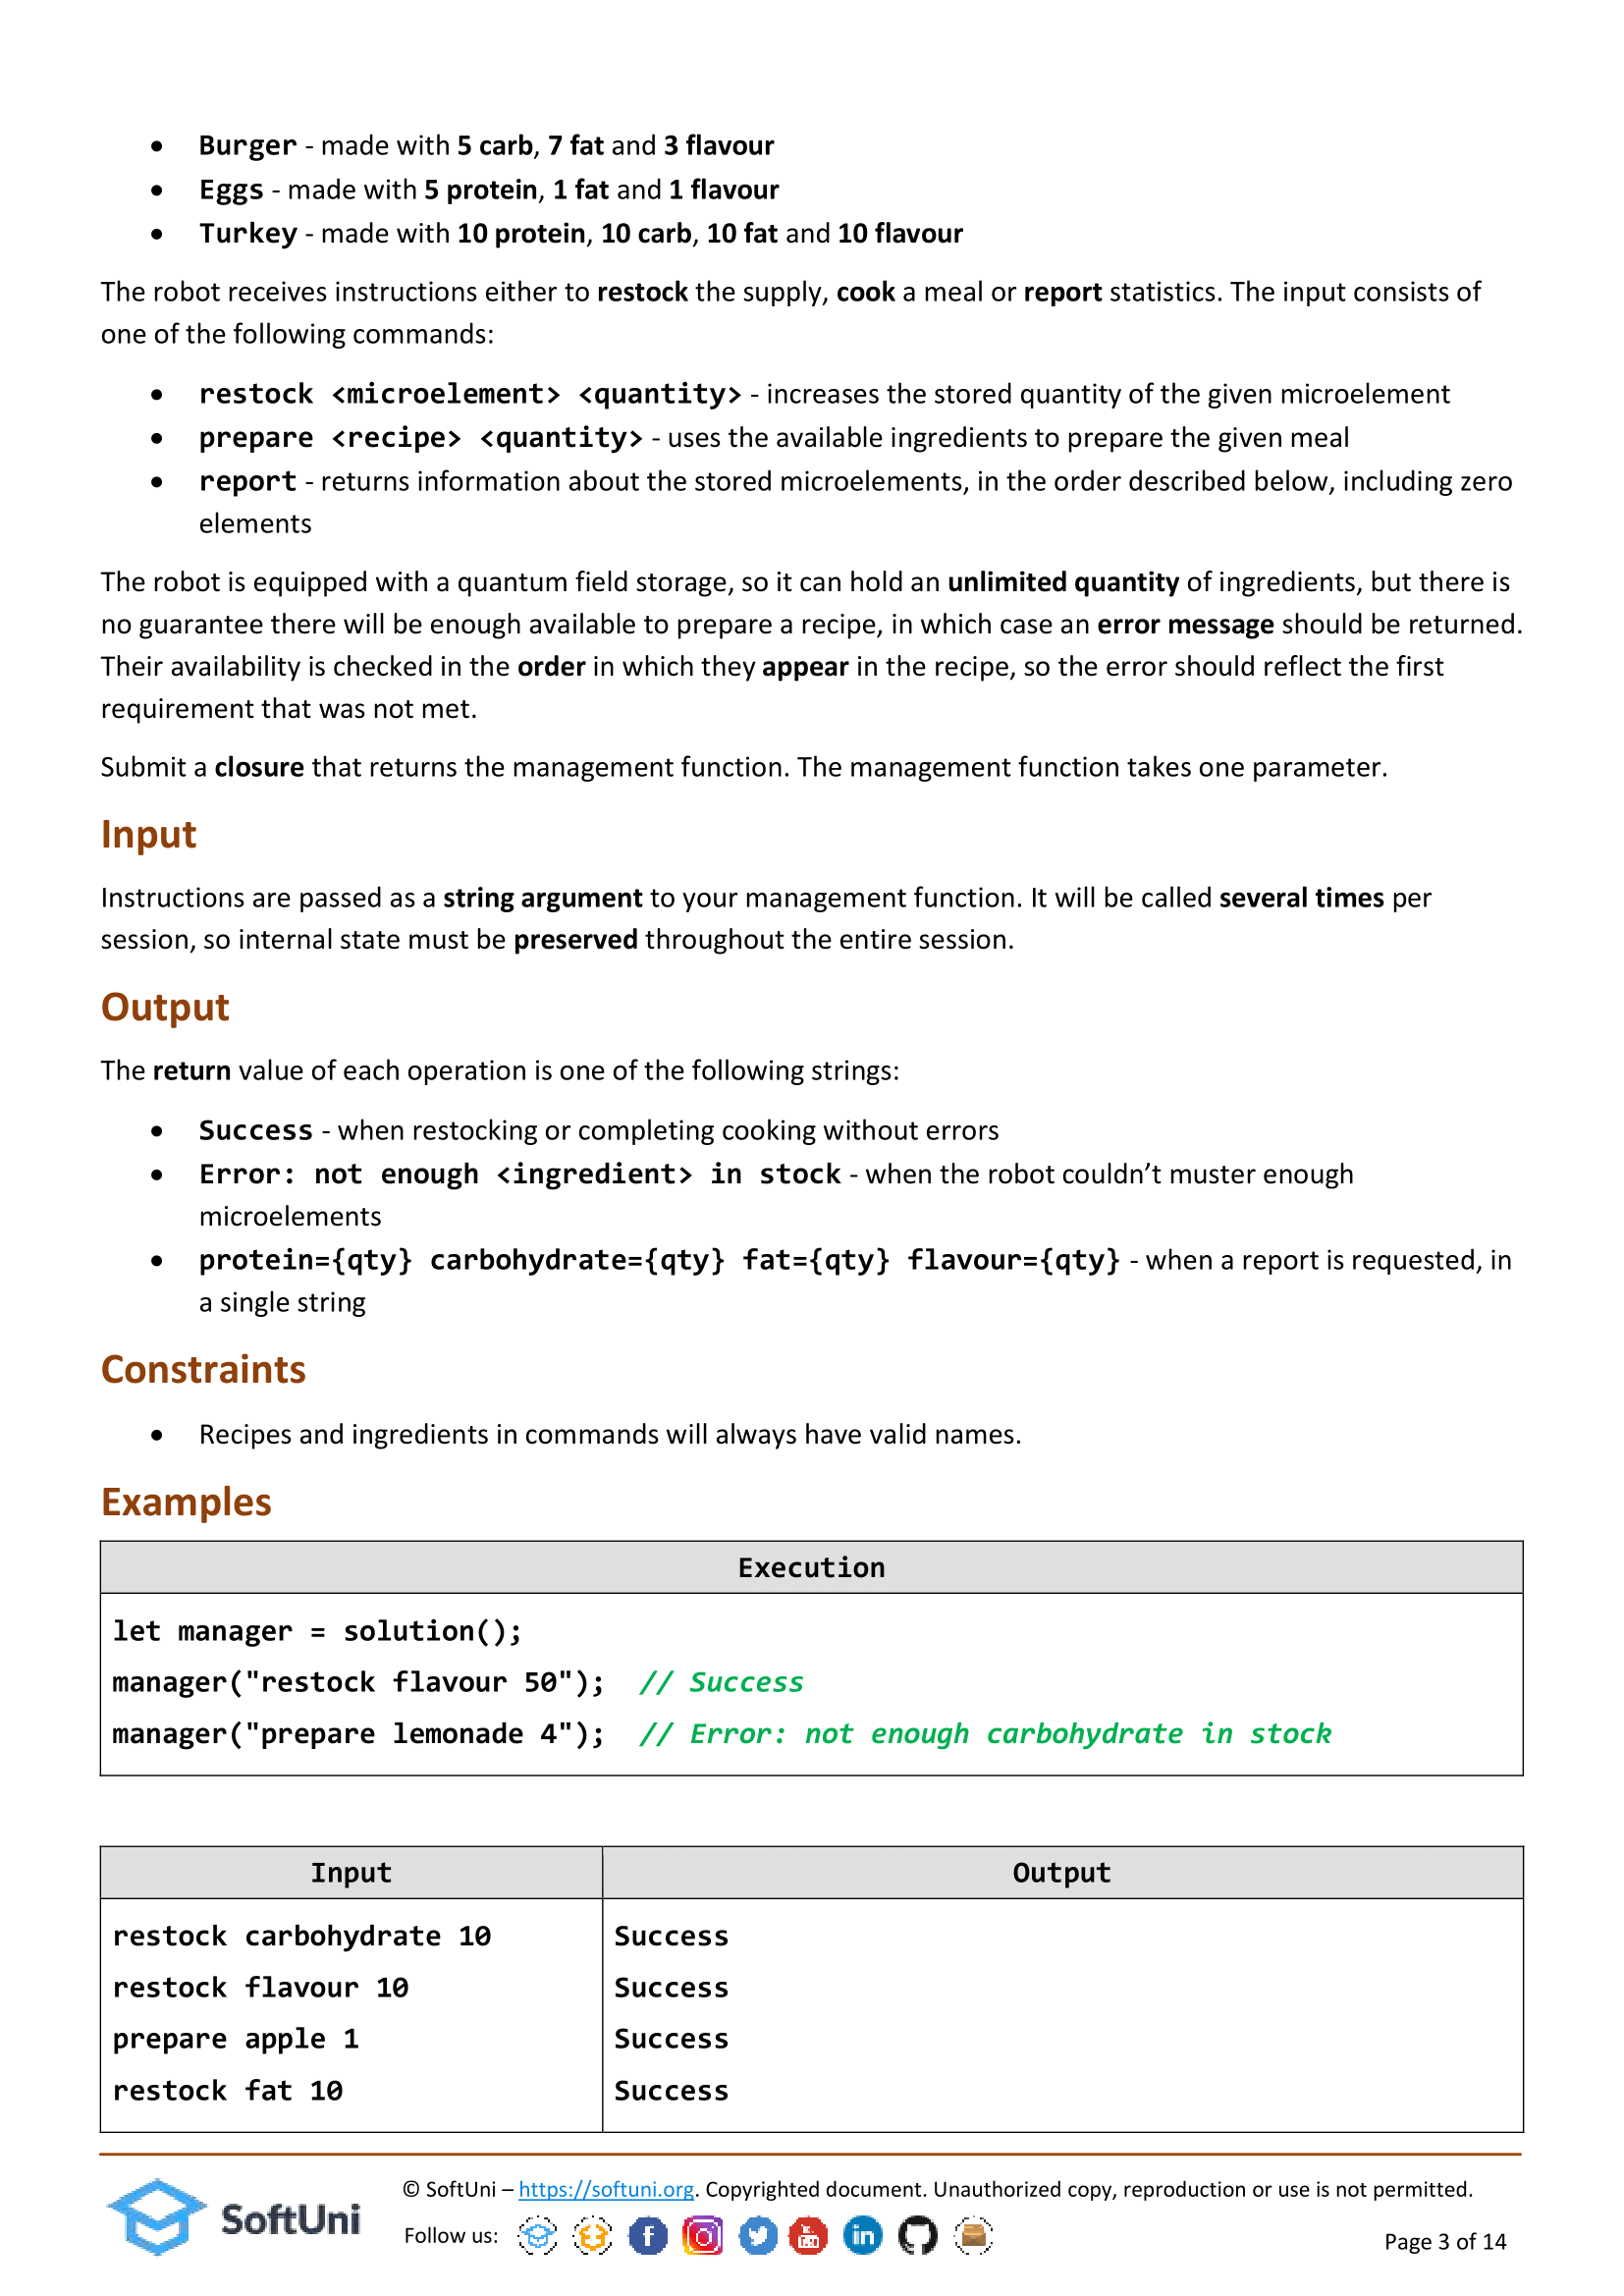 • Burger - made with 5 carb, 7 fat and 3 flavour
• Eggs - made with 5 protein, 1 fat and 1 flavour
• Turkey - made with 10 protein, 10 carb, 10 fat and 10 flavour
The robot receives instructions either to restock the supply, cook a meal or report statistics. The input consists of
one of the following commands:
• restock <microelement> <quantity> - increases the stored quantity of the given microelement
• prepare <recipe> <quantity> - uses the available ingredients to prepare the given meal
• report - returns information about the stored microelements, in the order described below, including zero
elements
The robot is equipped with a quantum field storage, so it can hold an unlimited quantity of ingredients, but there is
no guarantee there will be enough available to prepare a recipe, in which case an error message should be returned.
Their availability is checked in the order in which they appear in the recipe, so the error should reflect the first
requirement that was not met.
Submit a closure that returns the management function. The management function takes one parameter.
Input
Instructions are passed as a string argument to your management function. It will be called several times per
session, so internal state must be preserved throughout the entire session.
Output
The return value of each operation is one of the following strings:
• Success - when restocking or completing cooking without errors
• Error: not enough <ingredient> in stock - when the robot couldn’t muster enough
microelements
• protein={qty} carbohydrate={qty} fat={qty} flavour={qty} - when a report is requested, in
a single string
Constraints
• Recipes and ingredients in commands will always have valid names.
Examples
Execution
let manager = solution();
manager("restock flavour 50"); // Success
manager("prepare lemonade 4"); // Error: not enough carbohydrate in stock
Input Output
restock carbohydrate 10 Success
restock flavour 10 Success
prepare apple 1 Success
restock fat 10 Success
SoftUni
© SoftUni – https://softuni.org. Copyrighted document. Unauthorized copy, reproduction or use is not permitted.
Follow us:
Page 3 of 14